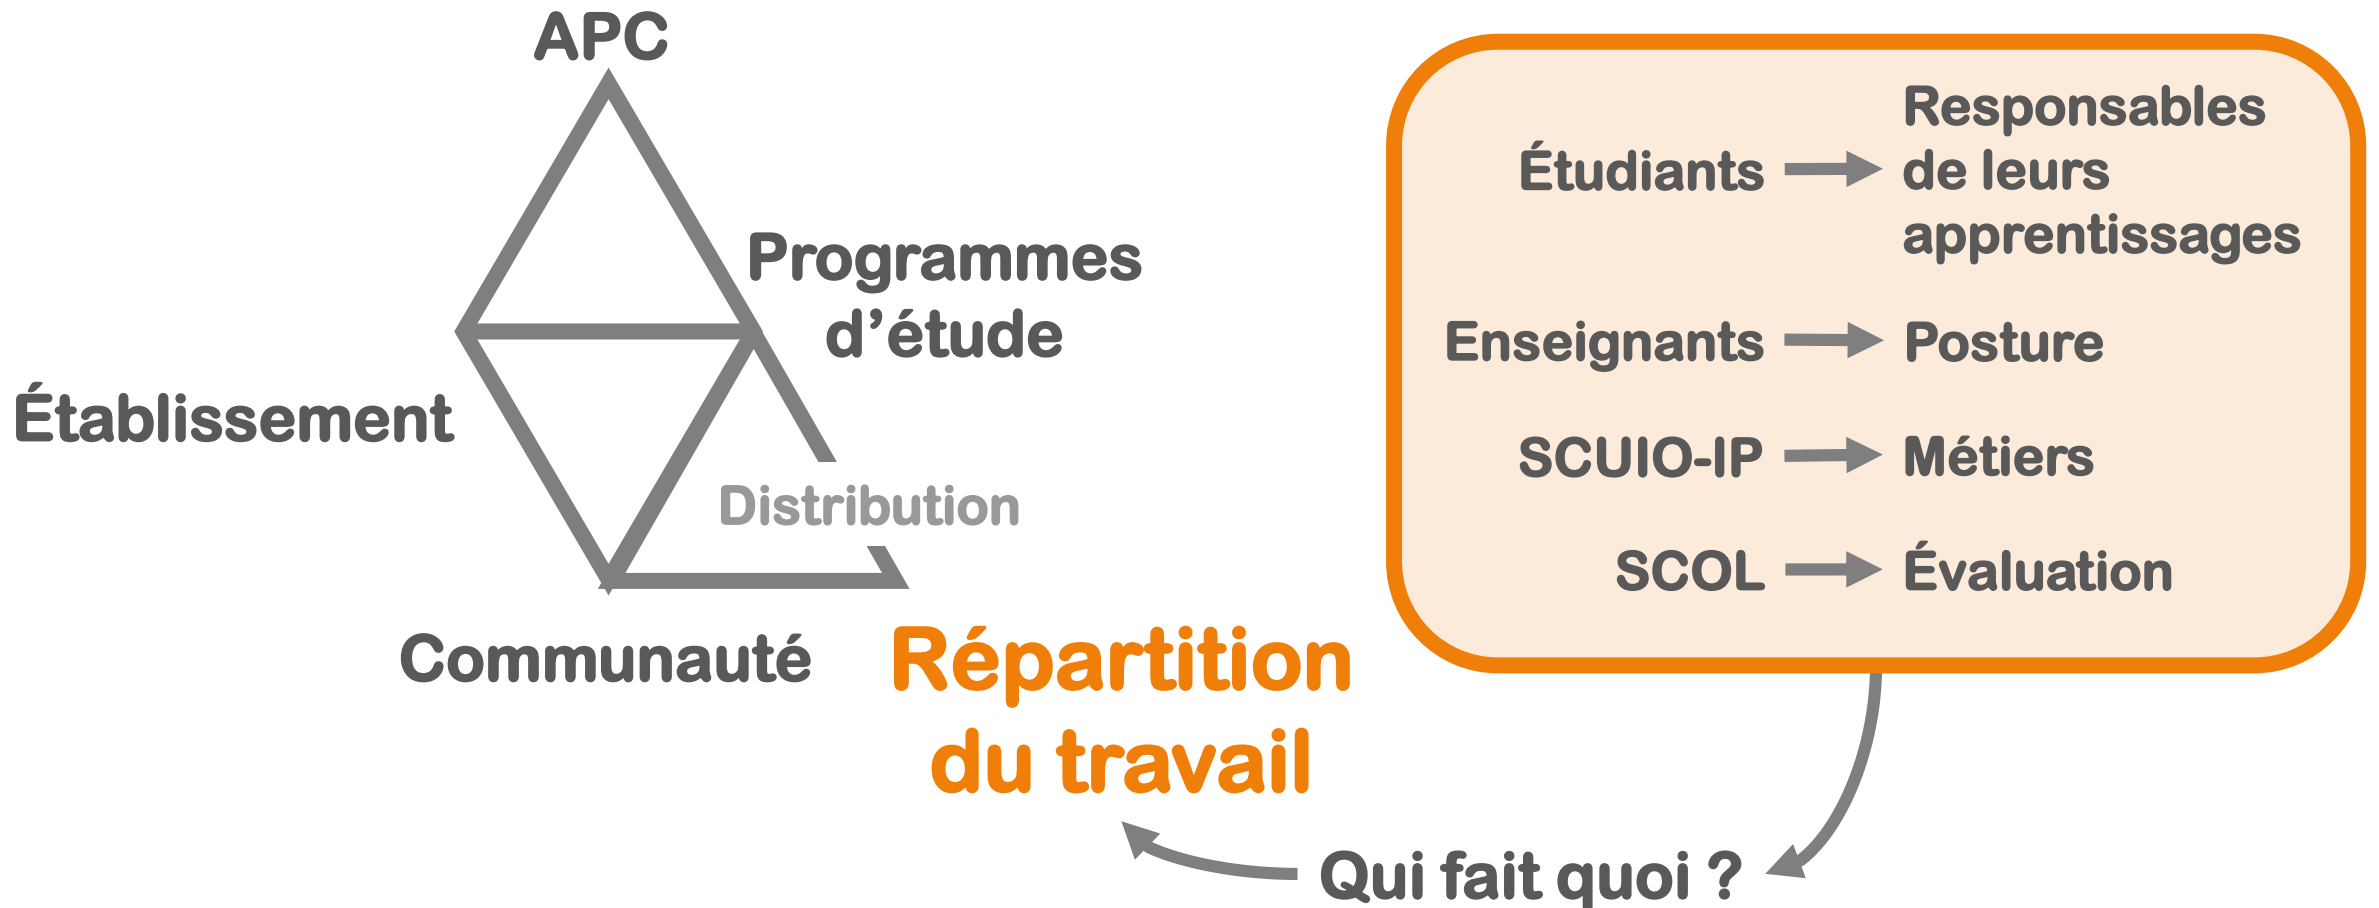 APC
Programmes
d’étude
Établissement
Distribution
Communauté
Répartition
du travail
Étudiants
Responsables
de leurs
apprentissages
Enseignants
Posture
SCUIO-IP
Métiers
SCOL
Évaluation
Qui fait quoi ?